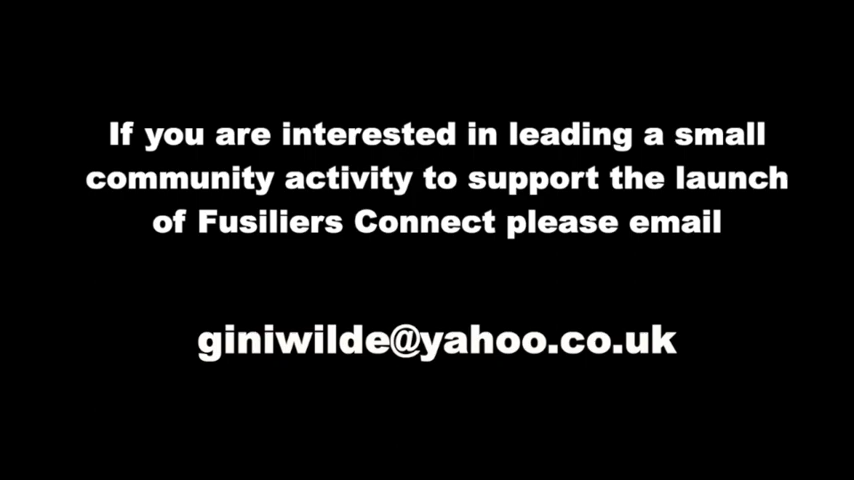 If you are interested in leading a small
community activity to support the launch
of Fusiliers Connect please email
giniwilde@yahoo.co.uk